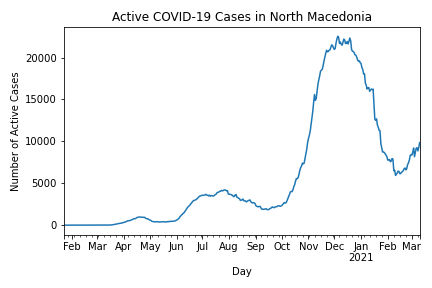 Active COVID-19 Cases in North Macedonia
Number of Active Cases
20000
15000
10000
5000
0
Feb Mar Apr May Jun Jul Aug Sep Oct Nov Dec Jan Feb Mar
2021
Day